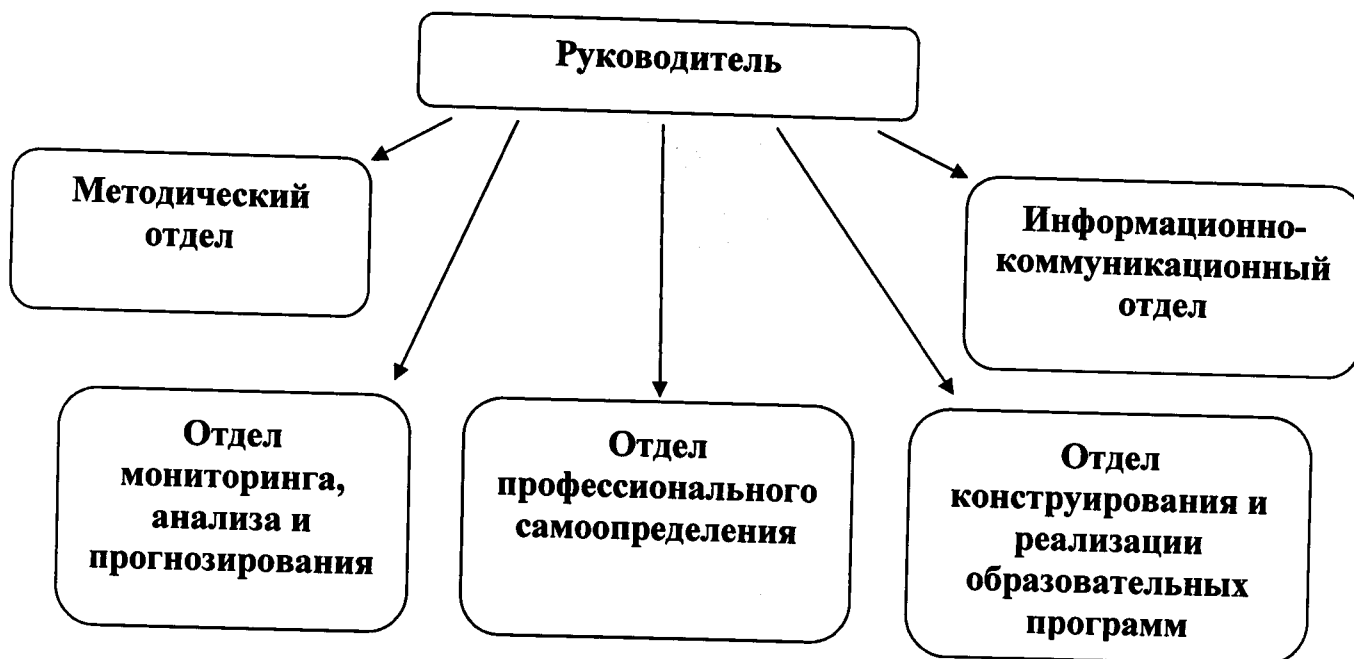 Руководитель
Методический
отдел
Информационно-
коммуникационный
отдел
Отдел
мониторинга,
анализа и
прогнозирования
Отдел
профессионального
самоопределения
Отдел
конструирования и
реализации
образовательных
программ